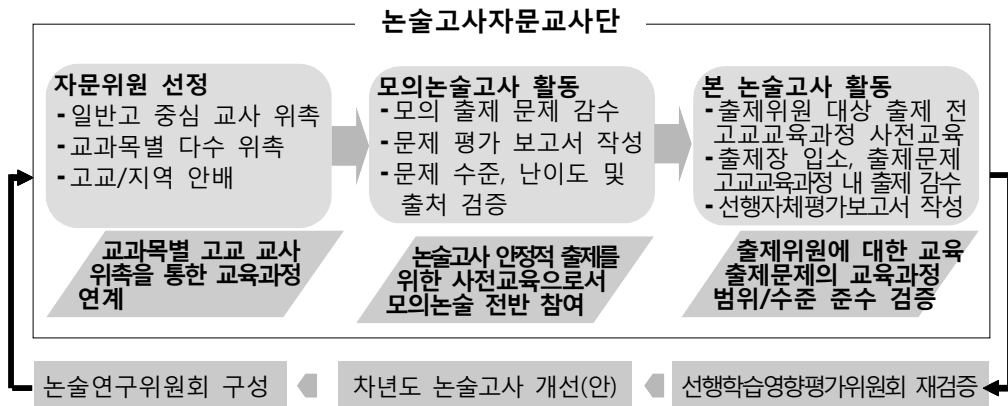 논술고사자문교사단
자문위원 선정
-일반고 중심 교사 위촉
-교과목별 다수 위촉
-고교/지역 안배
교과목별 고교 교사
위촉을 통한 교육과정
연계
모의논술고사 활동
-모의 출제 문제 감수
-문제 평가 보고서 작성
-문제 수준, 난이도 및
출처 검증
논술고사 안정적 출제를
위한 사전교육으로서
모의논술 전반 참여
본 논술고사 활동
-출제위원 대상 출제 전
고교교육과정 사전교육
-출제장 입소, 출제문제
고교교육과정 내 출제 감수
-선행자체평가보고서 작성
출제위원에 대한 교육
출제문제의 교육과정
범위/수준 준수 검증
논술연구위원회 구성
차년도 논술고사 개선(안)
선행학습영향평가위원회 재검증